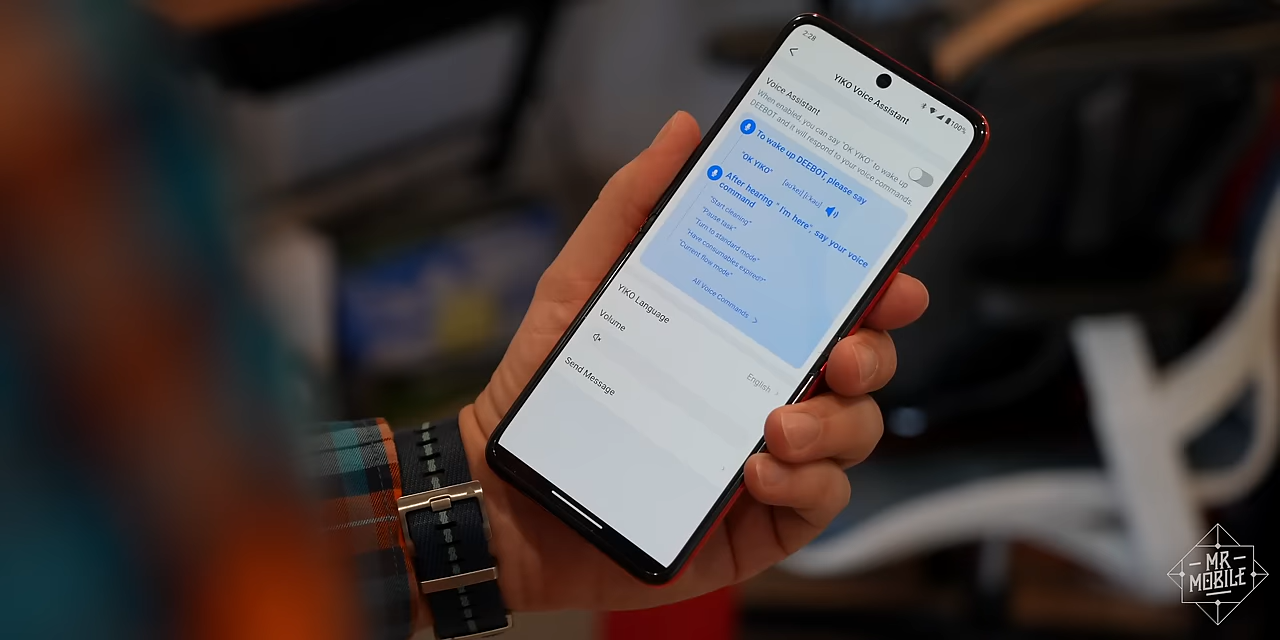 2:28
100%
YIKO Voice Assistant
Voice Assistant
When enabled, you can say "OK YIKO" to wake up
DEEBOT and it will respond to your voice commands.
To wake up DEEBOT, please say
"OK YIKO"
After hearing " I'm here", say your voice
command
"Start cleaning"
"Pause task"
"Turn to standard mode"
"Have consumables expired?"
"Current flow mode"
All Voice Commands
YIKO Language
English
Volume
Send Message
MR
MOBILE